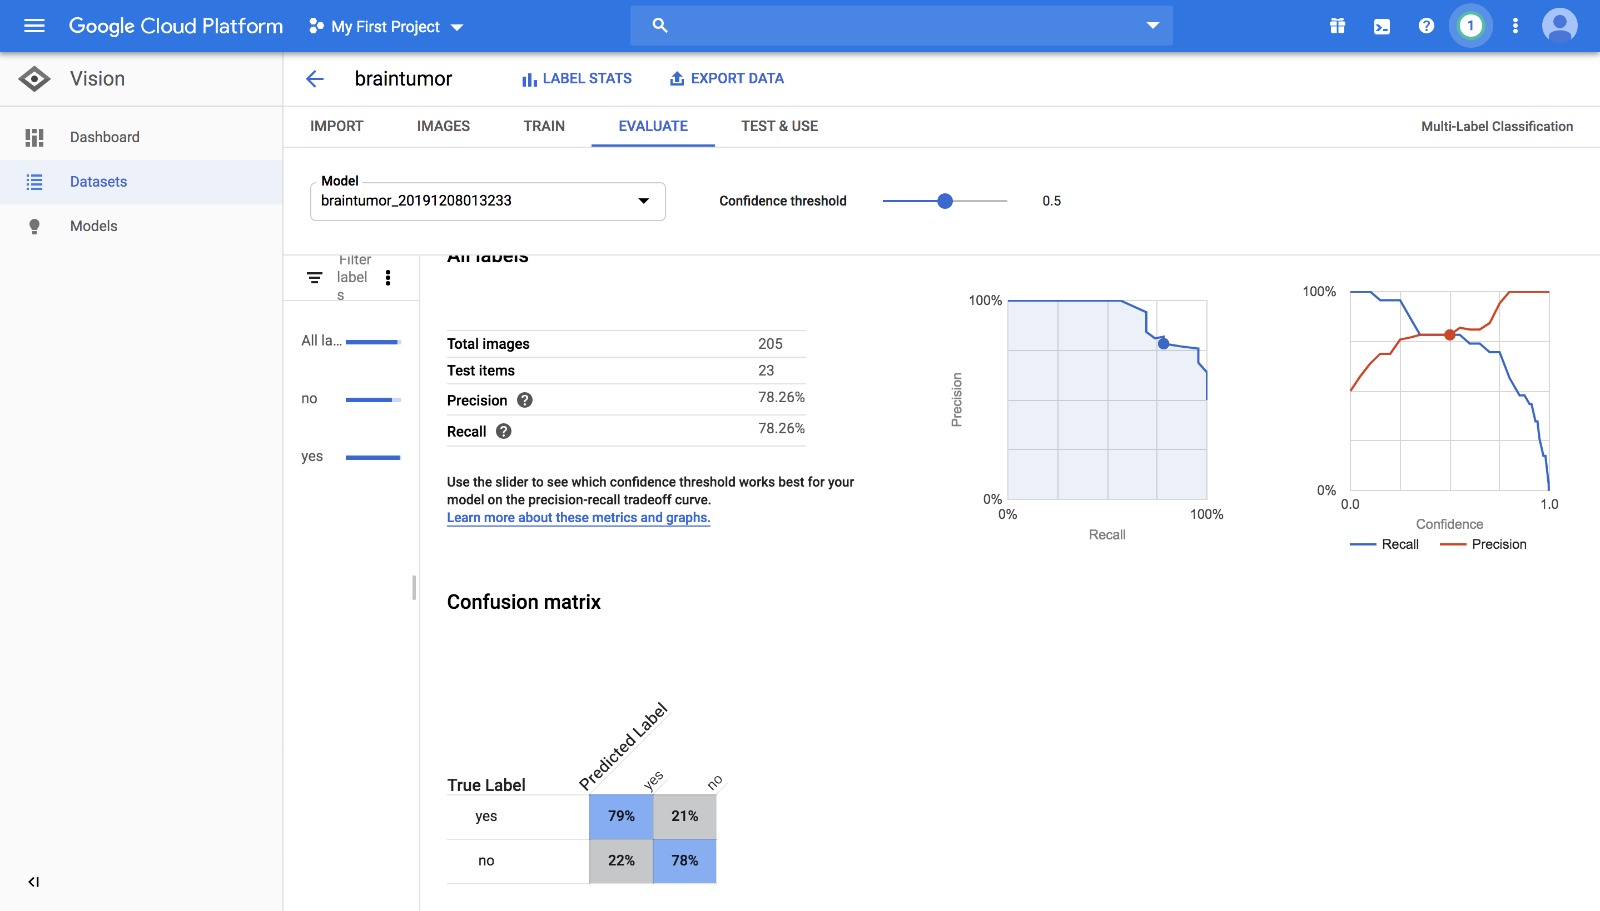 Google Cloud Platform
My First Project
1
Vision
braintumor
LABEL STATS
EXPORT DATA
Dashboard
Datasets
Models
IMPORT
IMAGES
TRAIN
EVALUATE
TEST & USE
Multi-Label Classification
Model
braintumor_20191208013233
Confidence threshold
0.5
Filter
label
s
All la...
no
yes
All labels
Total images 205
Test items 23
Precision ? 78.26%
Recall ? 78.26%
Use the slider to see which confidence threshold works best for your
model on the precision-recall tradeoff curve.
Learn more about these metrics and graphs.
100%
Precision
0%
0%
100%
Recall
100%
0%
0.0
1.0
Confidence
Recall
Precision
Confusion matrix
Predicted Label
True Label
yes
no
yes 79% 21%
no 22% 78%